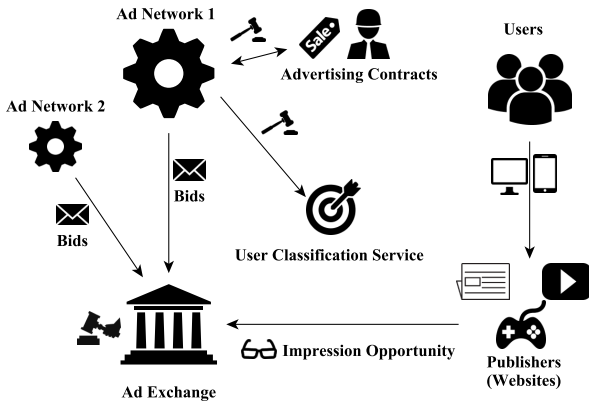 Ad Network 1
Sale
Advertising Contracts
Users
Ad Network 2
Bids
Bids
User Classification Service
Impression Opportunity
Publishers
(Websites)
Ad Exchange